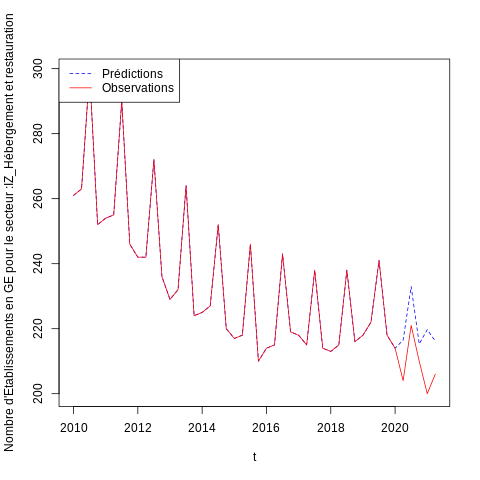 Nombre d'Etablissements en GE pour le secteur :IZ_Hébergement et restauration
300
280
260
240
220
200
Prédictions
Observations
2010 2012 2014 2016 2018 2020
t